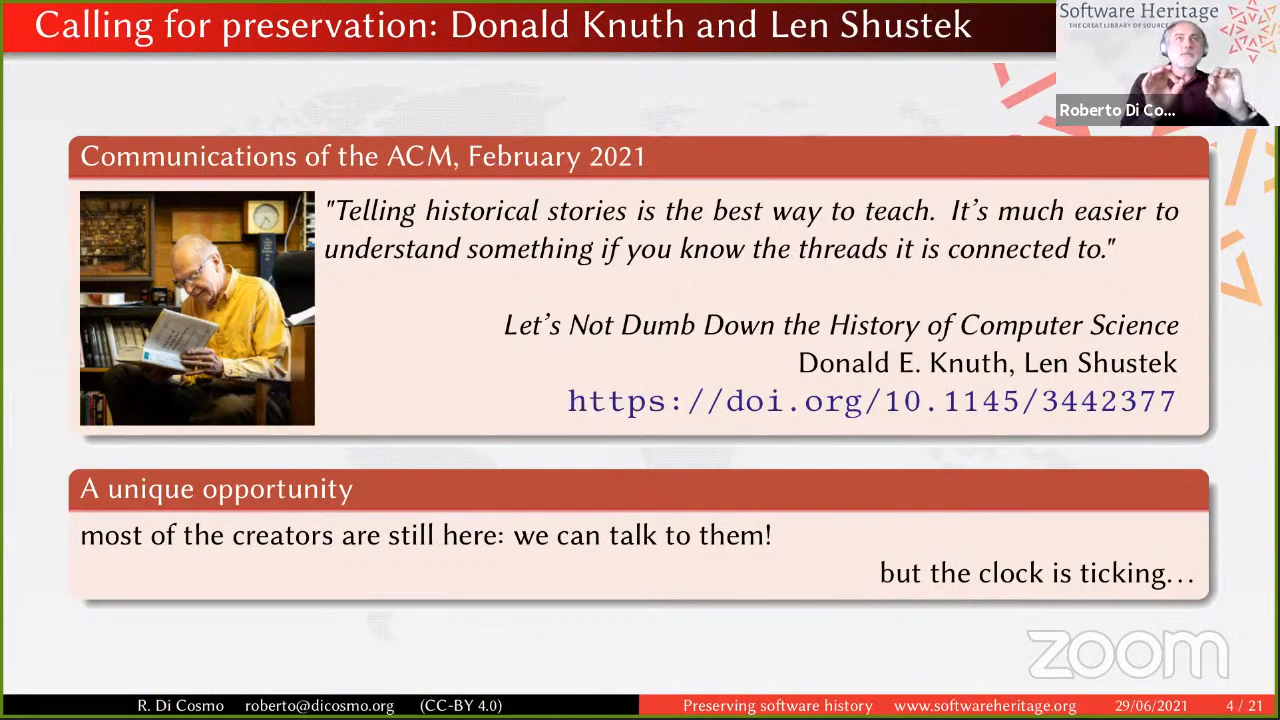 Calling for preservation: Donald Knuth and Len Shustek
Software Heritage
THE GREAT LIBRARY OF SOURCE
Roberto Di Co...
Communications of the ACM, February 2021
"Telling historical stories is the best way to teach. It's much easier to
understand something if you know the threads it is connected to."
Let's Not Dumb Down the History of Computer Science
Donald E. Knuth, Len Shustek
https://doi.org/10.1145/3442377
A unique opportunity
most of the creators are still here: we can talk to them!
but the clock is ticking…
zoom
R. Di Cosmo roberto@dicosmo.org (CC-BY 4.0) Preserving software history www.softwareheritage.org 29/06/2021 4 / 21